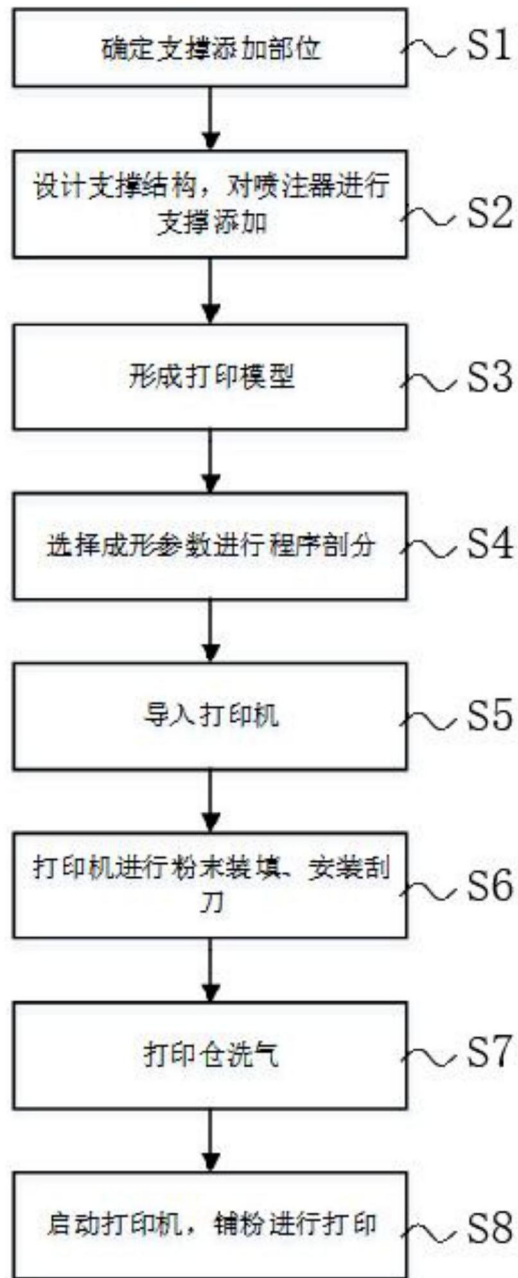 确定支撑添加部位
S1
设计支撑结构，对喷注器进行
支撑添加
S2
形成打印模型
S3
选择成形参数进行程序剖分
S4
导入打印机
S5
打印机进行粉末装填、安装刮
刀
S6
打印仓洗气
S7
启动打印机，铺粉进行打印
S8